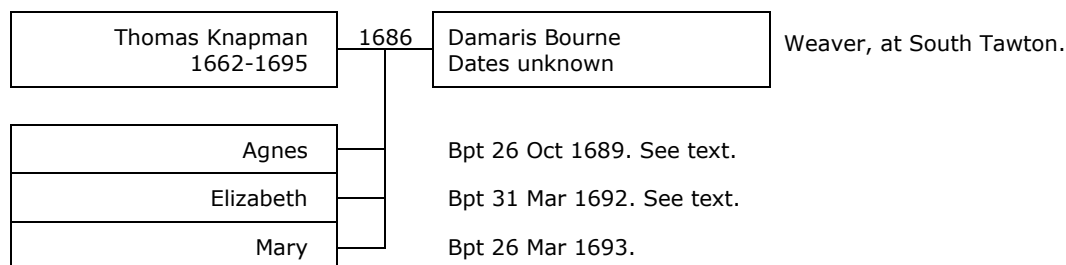 Thomas Knapman
1662-1695
1686
Damaris Bourne
Dates unknown
Weaver, at South Tawton.
Agnes
Bpt 26 Oct 1689. See text.
Elizabeth
Bpt 31 Mar 1692. See text.
Mary
Bpt 26 Mar 1693.